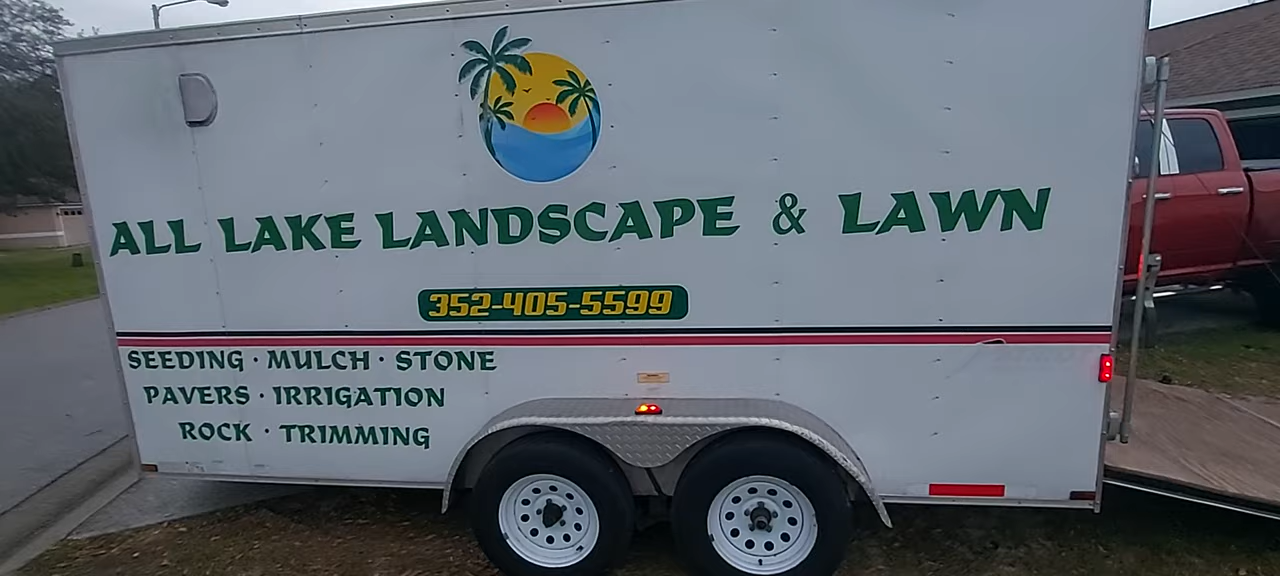 ALL LAKE LANDSCAPE & LAWN
352-405-5599
SEEDING · MULCH · STONE
PAVERS · IRRIGATION
ROCK · TRIMMING